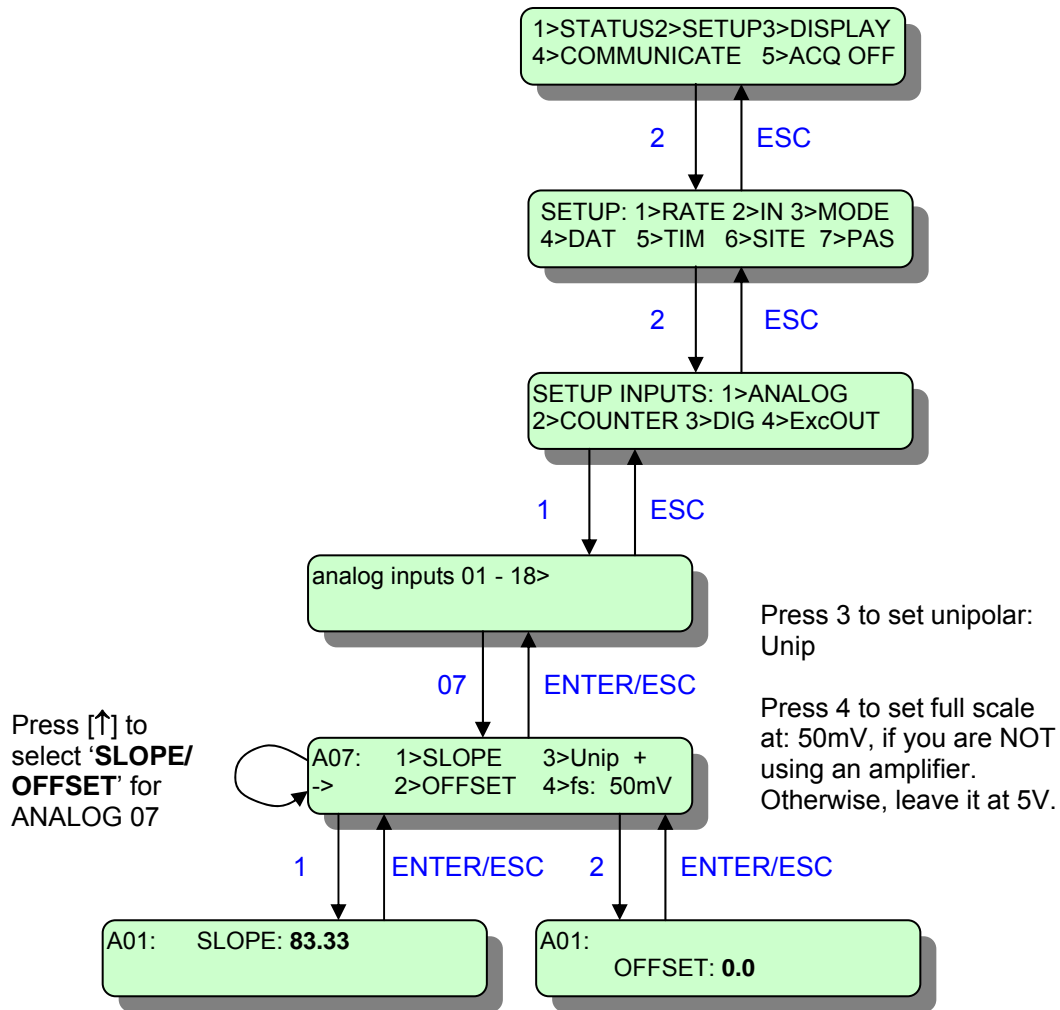 1>STATUS2>SETUP3>DISPLAY
4>COMMUNICATE 5>ACQ OFF
2
ESC
SETUP: 1>RATE 2>IN 3>MODE
4>DAT 5>TIM 6>SITE 7>PAS
2
ESC
SETUP INPUTS: 1>ANALOG
2>COUNTER 3>DIG 4>ExcOUT
1
ESC
analog inputs 01 - 18>
Press 3 to set unipolar:
Unip
07
ENTER/ESC
Press 4 to set full scale
at: 50mV, if you are NOT
using an amplifier.
Otherwise, leave it at 5V.
Press [↑] to
select ‘SLOPE/
OFFSET’ for
ANALOG 07
A07: 1>SLOPE 3>Unip +
-> 2>OFFSET 4>fs: 50mV
1
ENTER/ESC
2
ENTER/ESC
A01: SLOPE: 83.33
A01:
OFFSET: 0.0